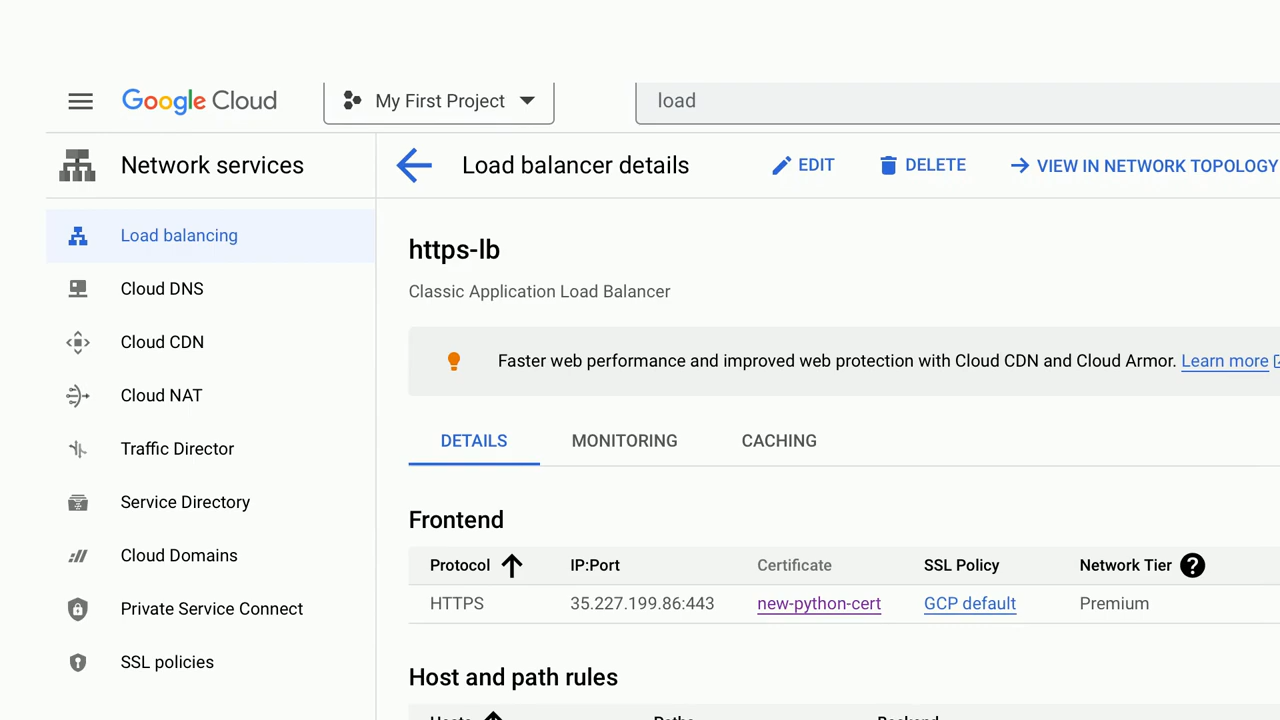 Google Cloud
My First Project
load
Network services
Load balancer details
EDIT
DELETE
VIEW IN NETWORK TOPOLOGY
Load balancing
Cloud DNS
Cloud CDN
Cloud NAT
Traffic Director
Service Directory
Cloud Domains
Private Service Connect
SSL policies
https-lb
Classic Application Load Balancer
Faster web performance and improved web protection with Cloud CDN and Cloud Armor. Learn more
DETAILS MONITORING CACHING
Frontend
Protocol IP:Port Certificate SSL Policy Network Tier ?
HTTPS 35.227.199.86:443 new-python-cert GCP default Premium
Host and path rules
Hosts Paths Backend